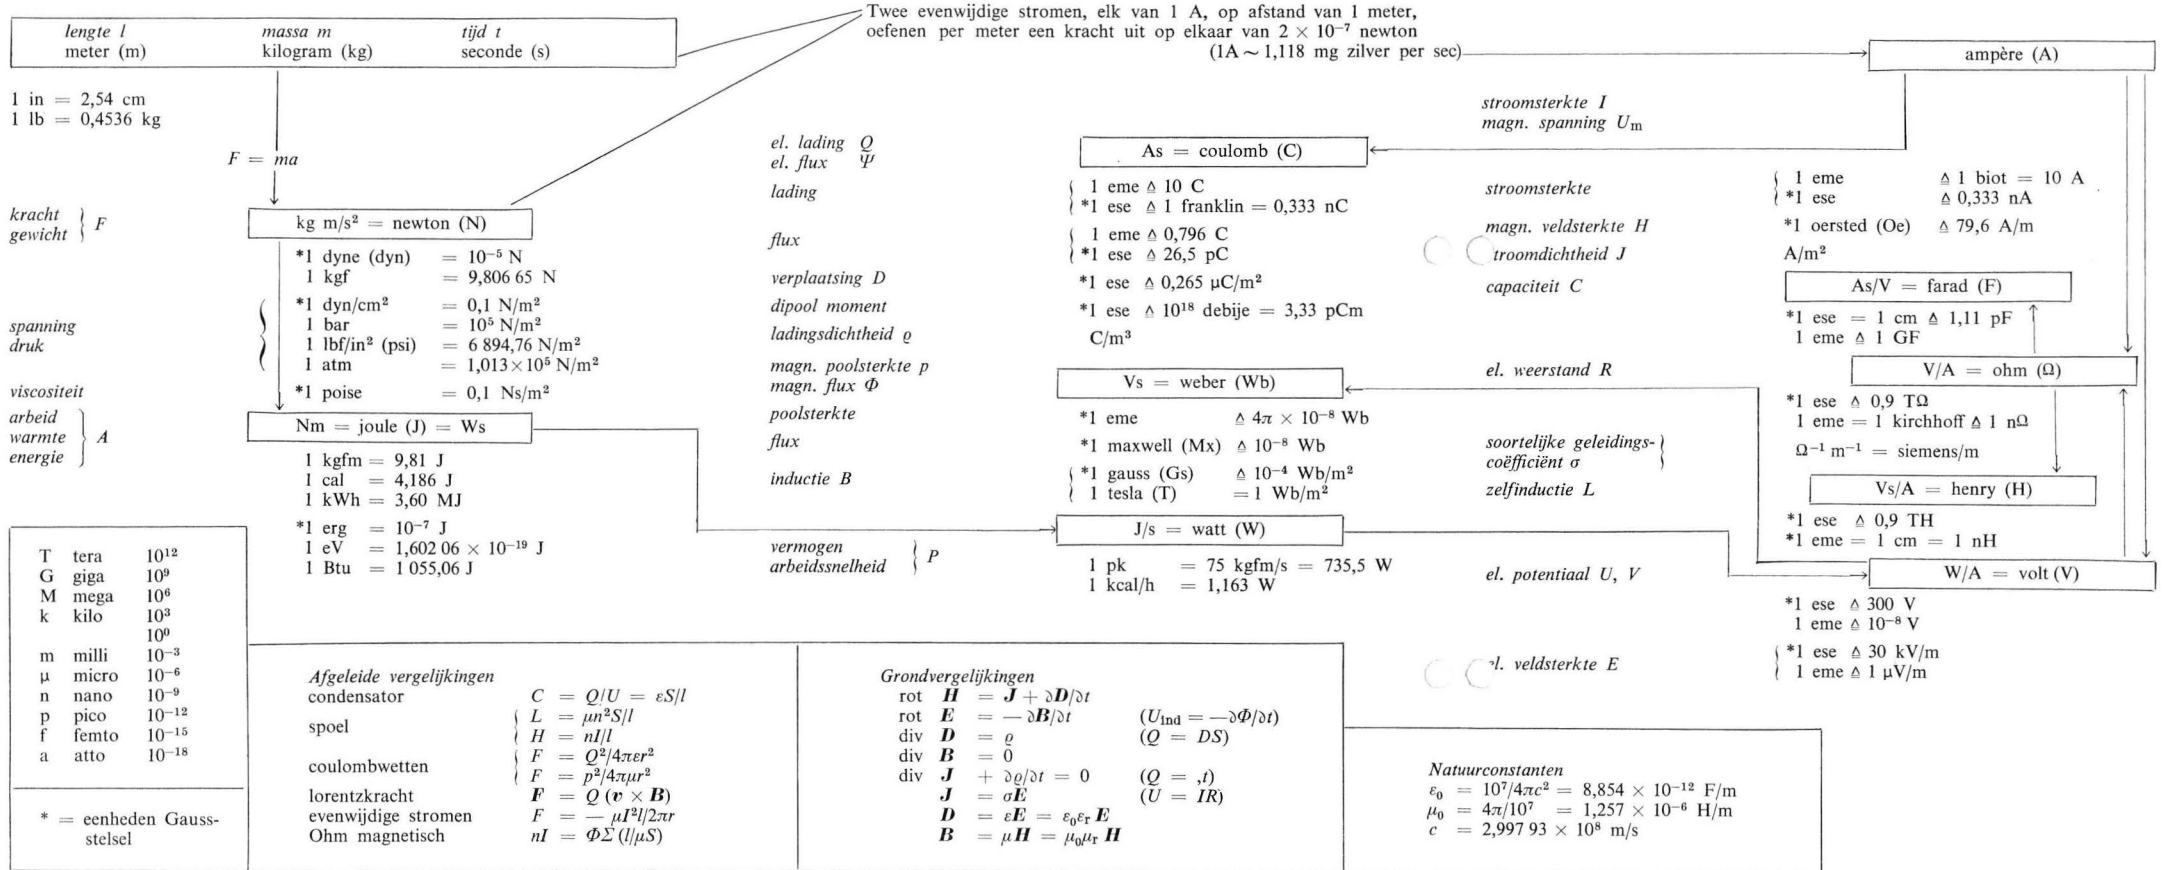 lengte l massa m tijd t
meter (m) kilogram (kg) seconde (s)
Twee evenwijdige stromen, elk van 1 A, op afstand van 1 meter,
oefenen per meter een kracht uit op elkaar van 2 × 10⁻⁷ newton
(1A ~ 1,118 mg zilver per sec)
ampère (A)
1 in = 2,54 cm
1 lb = 0,4536 kg
F = ma
kracht
gewicht } F
kg m/s² = newton (N)
*1 dyne (dyn) = 10⁻⁵ N
1 kgf = 9,806 65 N
spanning
druk
*1 dyn/cm² = 0,1 N/m²
1 bar = 10⁵ N/m²
1 lbf/in² (psi) = 6 894,76 N/m²
1 atm = 1,013×10⁵ N/m²
viscositeit
*1 poise = 0,1 Ns/m²
arbeid
warmte
energie } A
Nm = joule (J) = Ws
1 kgfm = 9,81 J
1 cal = 4,186 J
1 kWh = 3,60 MJ
*1 erg = 10⁻⁷ J
1 eV = 1,602 06 × 10⁻¹⁹ J
1 Btu = 1 055,06 J
el. lading Q
el. flux Ψ
As = coulomb (C)
lading
{ 1 eme ≙ 10 C
*1 ese ≙ 1 franklin = 0,333 nC
flux
{ 1 eme ≙ 0,796 C
*1 ese ≙ 26,5 pC
verplaatsing D *1 ese ≙ 0,265 μC/m²
dipool moment *1 ese ≙ 10¹⁸ debije = 3,33 pCm
ladingsdichtheid ϱ C/m³
magn. poolsterkte p
magn. flux Φ
Vs = weber (Wb)
poolsterkte *1 eme ≙ 4π × 10⁻⁸ Wb
flux *1 maxwell (Mx) ≙ 10⁻⁸ Wb
inductie B
{ *1 gauss (Gs) ≙ 10⁻⁴ Wb/m²
1 tesla (T) = 1 Wb/m²
J/s = watt (W)
vermogen
arbeidssnelheid } P
1 pk = 75 kgfm/s = 735,5 W
1 kcal/h = 1,163 W
stroomsterkte I
magn. spanning Uₘ
stroomsterkte
{ 1 eme ≙ 1 biot = 10 A
*1 ese ≙ 0,333 nA
magn. veldsterkte H *1 oersted (Oe) ≙ 79,6 A/m
troomdichtheid J A/m²
capaciteit C
As/V = farad (F)
*1 ese = 1 cm ≙ 1,11 pF
1 eme ≙ 1 GF
el. weerstand R
V/A = ohm (Ω)
*1 ese ≙ 0,9 TΩ
1 eme = 1 kirchhoff ≙ 1 nΩ
soortelijke geleidings-
coëfficiënt σ }
Ω⁻¹ m⁻¹ = siemens/m
zelfinductie L
Vs/A = henry (H)
*1 ese ≙ 0,9 TH
*1 eme = 1 cm = 1 nH
el. potentiaal U, V
W/A = volt (V)
*1 ese ≙ 300 V
1 eme ≙ 10⁻⁸ V
l. veldsterkte E
{ *1 ese ≙ 30 kV/m
1 eme ≙ 1 μV/m
T tera 10¹²
G giga 10⁹
M mega 10⁶
k kilo 10³
10⁰
m milli 10⁻³
μ micro 10⁻⁶
n nano 10⁻⁹
p pico 10⁻¹²
f femto 10⁻¹⁵
a atto 10⁻¹⁸
* = eenheden Gauss-
stelsel
Afgeleide vergelijkingen
condensator C = Q/U = εS/l
spoel { L = μn²S/l
H = nI/l
coulombwetten { F = Q²/4πεr²
F = p²/4πμr²
lorentzkracht F = Q (v × B)
evenwijdige stromen F = — μI²l/2πr
Ohm magnetisch nI = ΦΣ (l/μS)
Grondvergelijkingen
rot H = J + ∂D/∂t
rot E = — ∂B/∂t (Uind = —∂Φ/∂t)
div D = ϱ (Q = DS)
div B = 0
div J + ∂ϱ/∂t = 0 (Q = ,t)
J = σE (U = IR)
D = εE = ε₀εᵣ E
B = μH = μ₀μᵣ H
Natuurconstanten
ε₀ = 10⁷/4πc² = 8,854 × 10⁻¹² F/m
μ₀ = 4π/10⁷ = 1,257 × 10⁻⁶ H/m
c = 2,997 93 × 10⁸ m/s